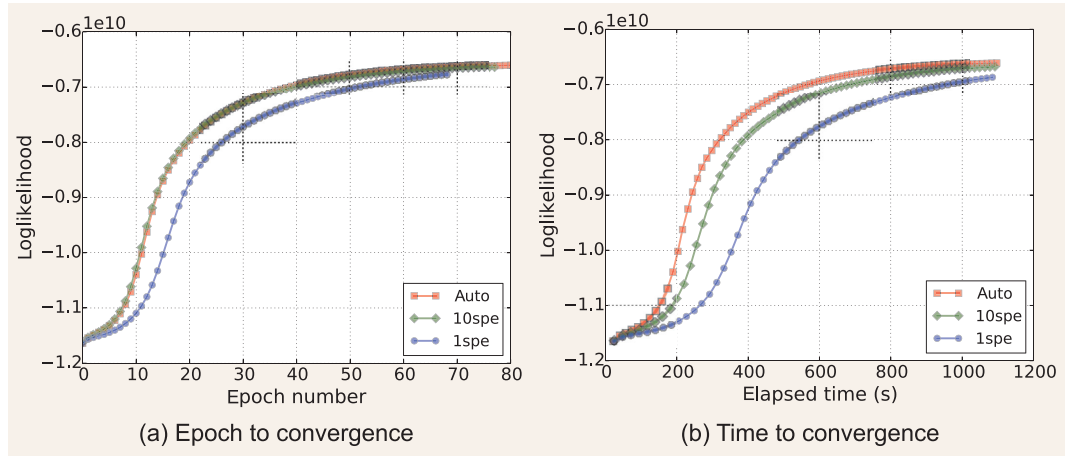 1e10
−0.6
−0.7
−0.8
−0.9
−1.0
−1.1
−1.2
Loglikelihood
0 10 20 30 40 50 60 70 80
Epoch number
Auto
10spe
1spe
(a) Epoch to convergence
1e10
−0.6
−0.7
−0.8
−0.9
−1.0
−1.1
−1.2
Loglikelihood
0 200 400 600 800 1000 1200
Elapsed time (s)
Auto
10spe
1spe
(b) Time to convergence